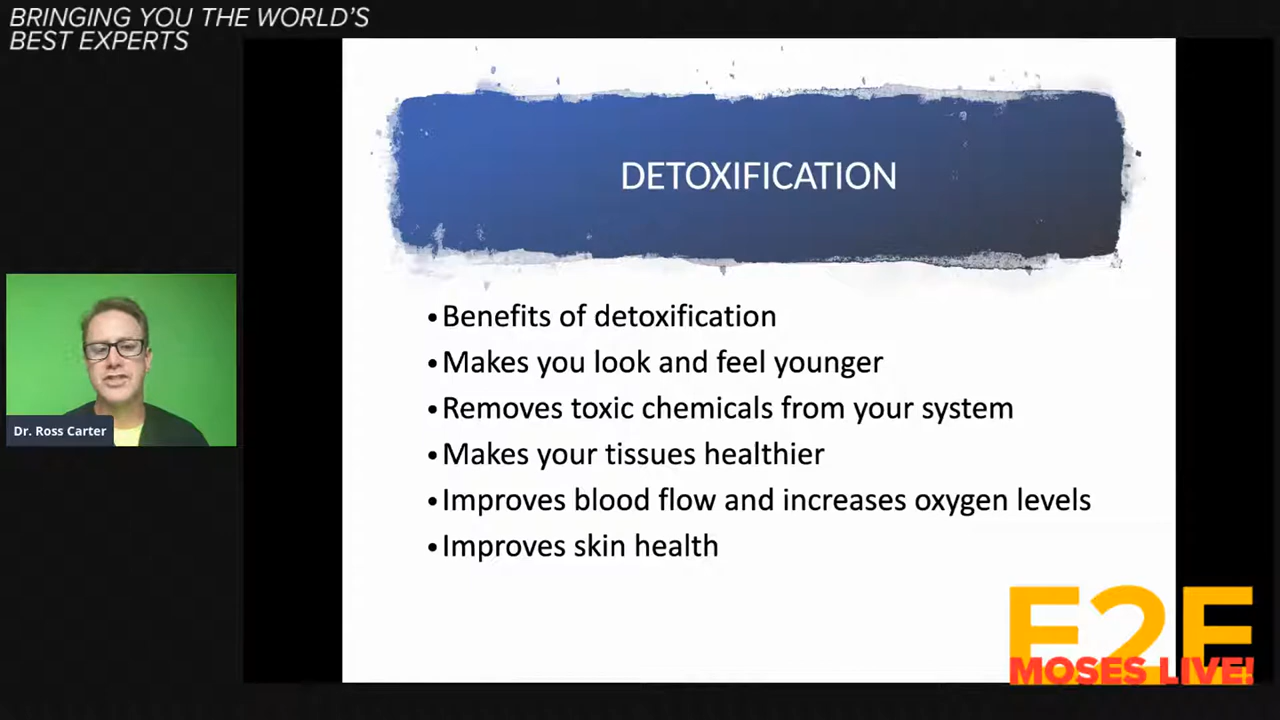 BRINGING YOU THE WORLD'S
BEST EXPERTS
DETOXIFICATION
•Benefits of detoxification
•Makes you look and feel younger
•Removes toxic chemicals from your system
•Makes your tissues healthier
•Improves blood flow and increases oxygen levels
•Improves skin health
Dr. Ross Carter
E2E
MOSES LIVE!